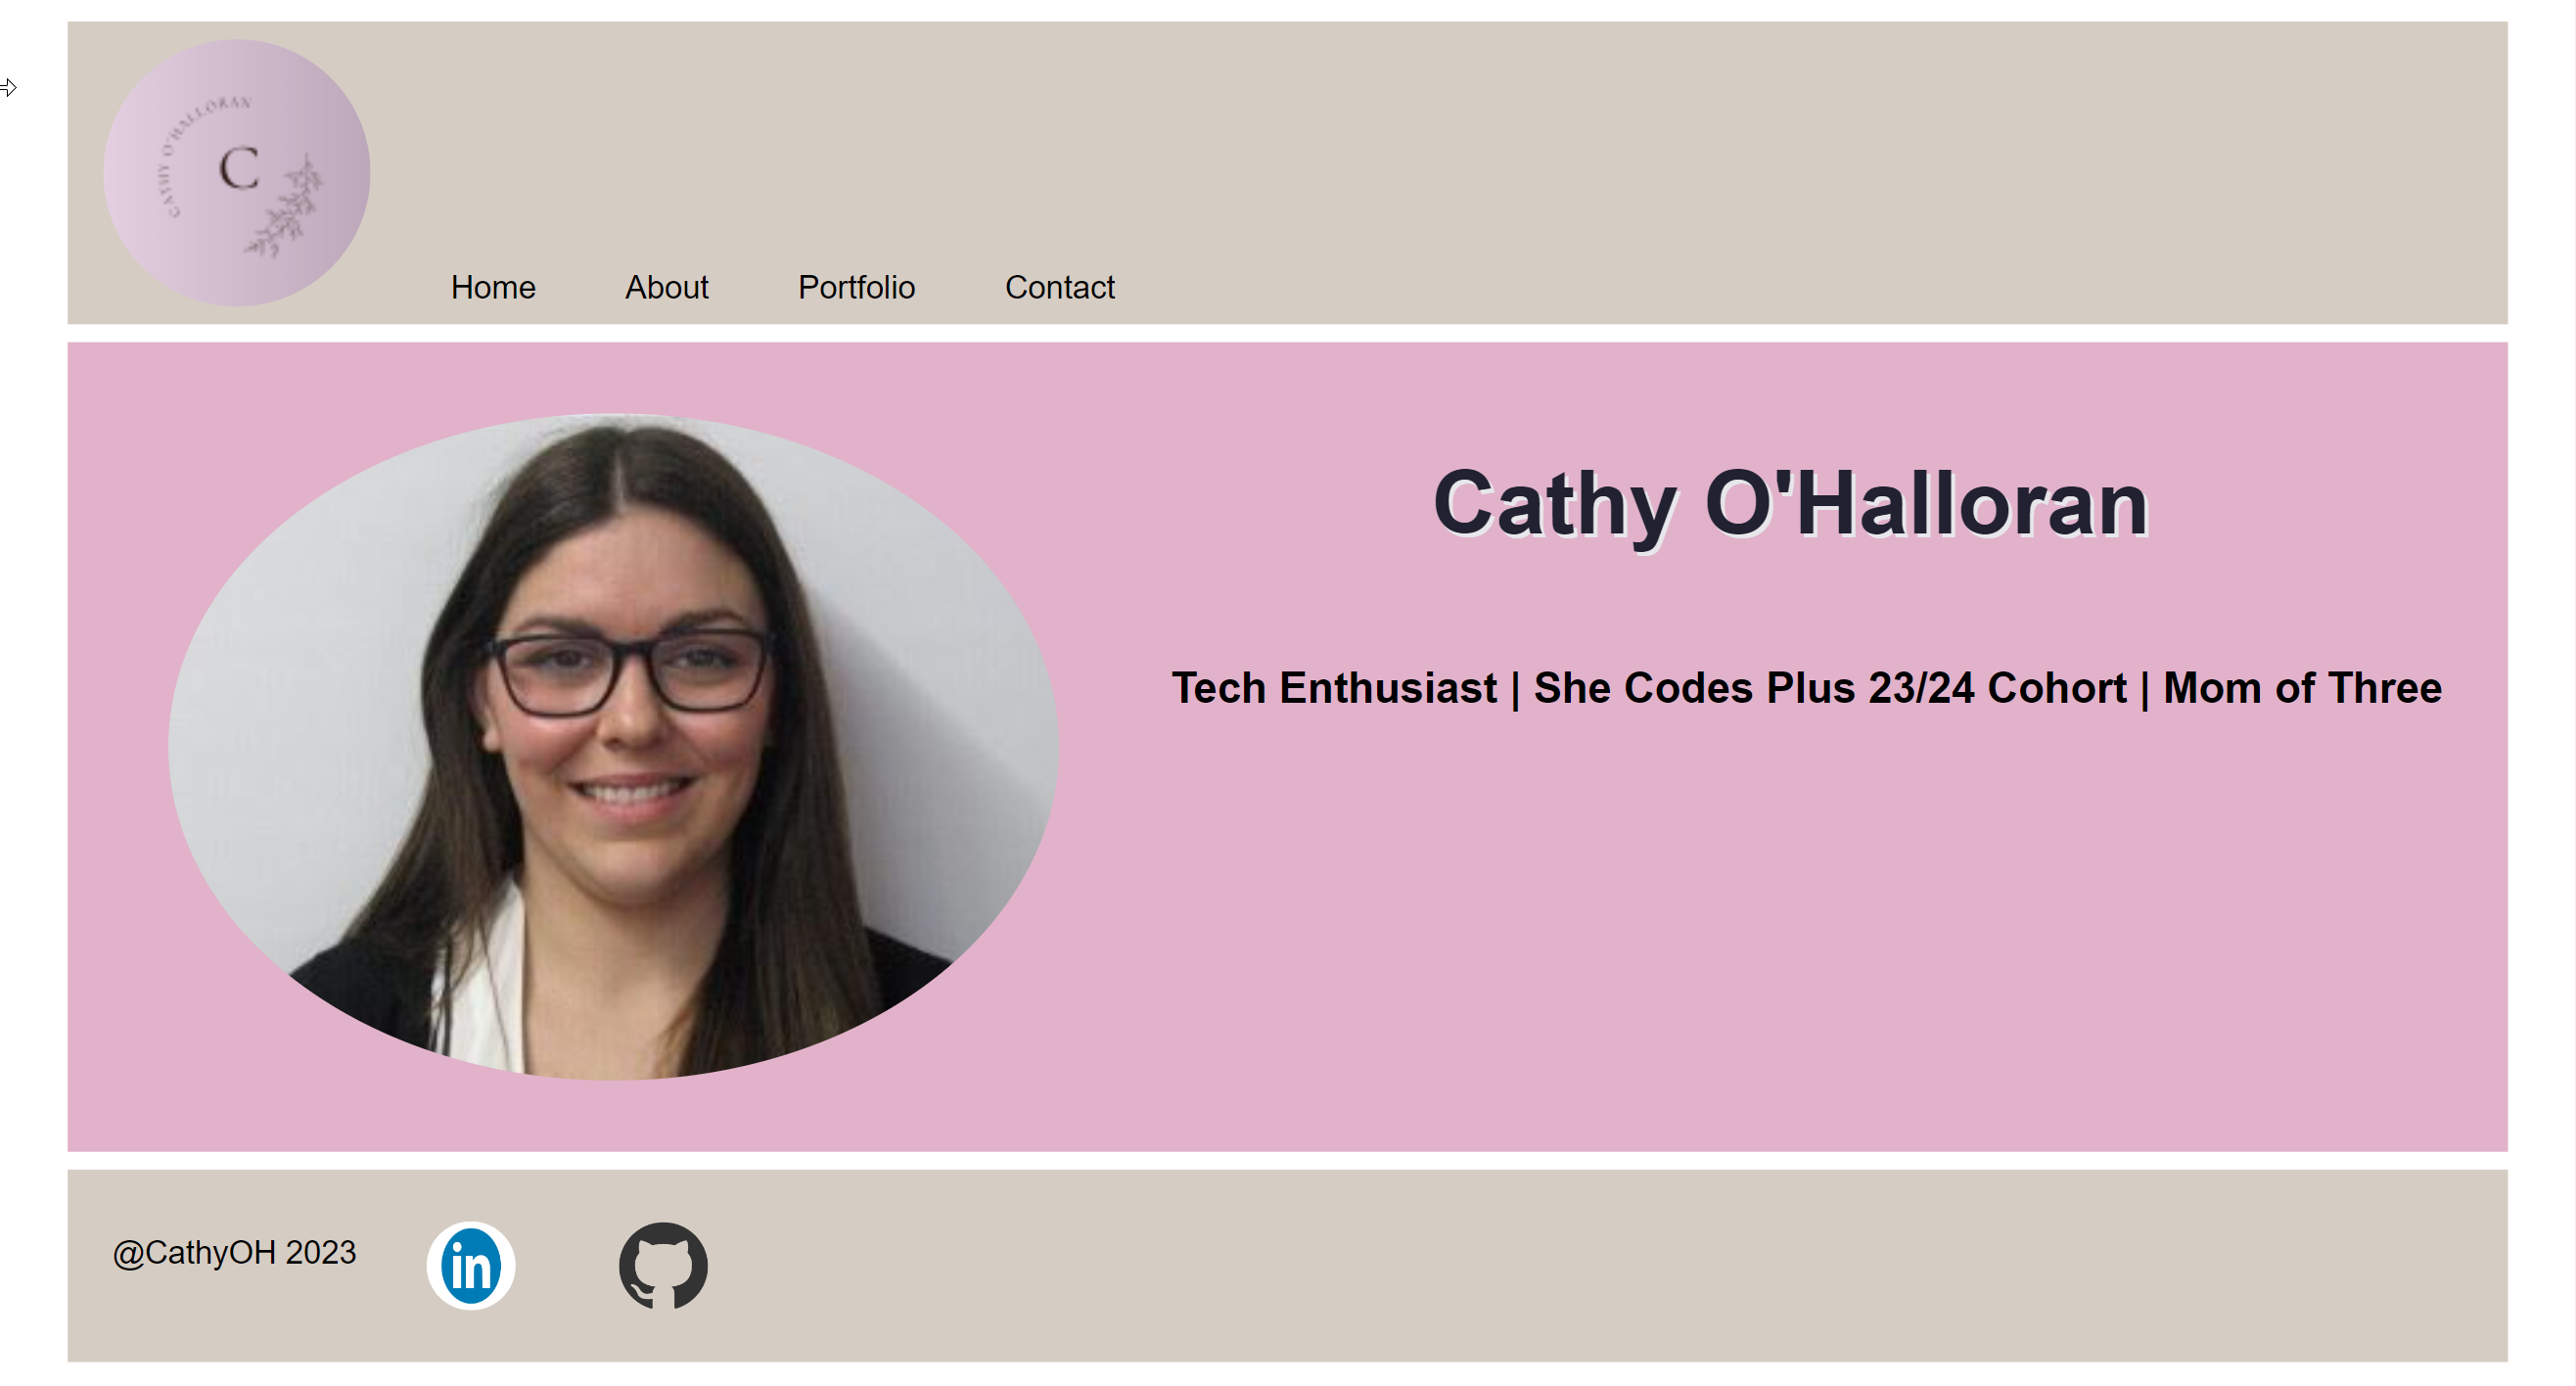 CATHY O'HALLORAN
C
Home About Portfolio Contact
Cathy O'Halloran
Tech Enthusiast | She Codes Plus 23/24 Cohort | Mom of Three
@CathyOH 2023
in